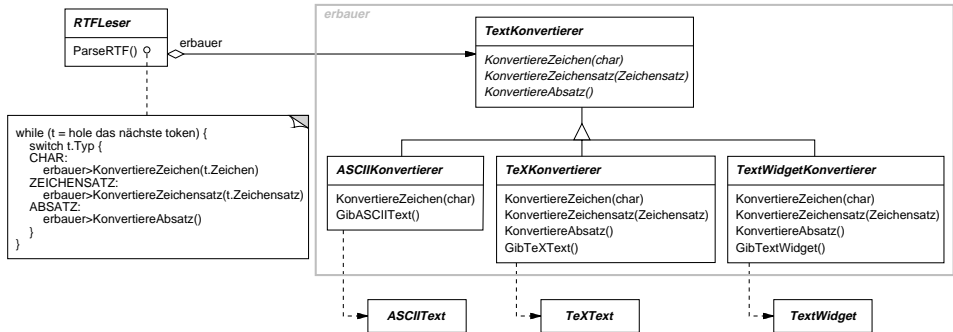 RTFLeser
ParseRTF()
erbauer
erbauer
TextKonvertierer
KonvertiereZeichen(char)
KonvertiereZeichensatz(Zeichensatz)
KonvertiereAbsatz()
while (t = hole das nächste token) {
switch t.Typ {
CHAR:
erbauer>KonvertiereZeichen(t.Zeichen)
ZEICHENSATZ:
erbauer>KonvertiereZeichensatz(t.Zeichensatz)
ABSATZ:
erbauer>KonvertiereAbsatz()
}
}
ASCIIKonvertierer
KonvertiereZeichen(char)
GibASCIIText()
TeXKonvertierer
KonvertiereZeichen(char)
KonvertiereZeichensatz(Zeichensatz)
KonvertiereAbsatz()
GibTeXText()
TextWidgetKonvertierer
KonvertiereZeichen(char)
KonvertiereZeichensatz(Zeichensatz)
KonvertiereAbsatz()
GibTextWidget()
ASCIIText
TeXText
TextWidget